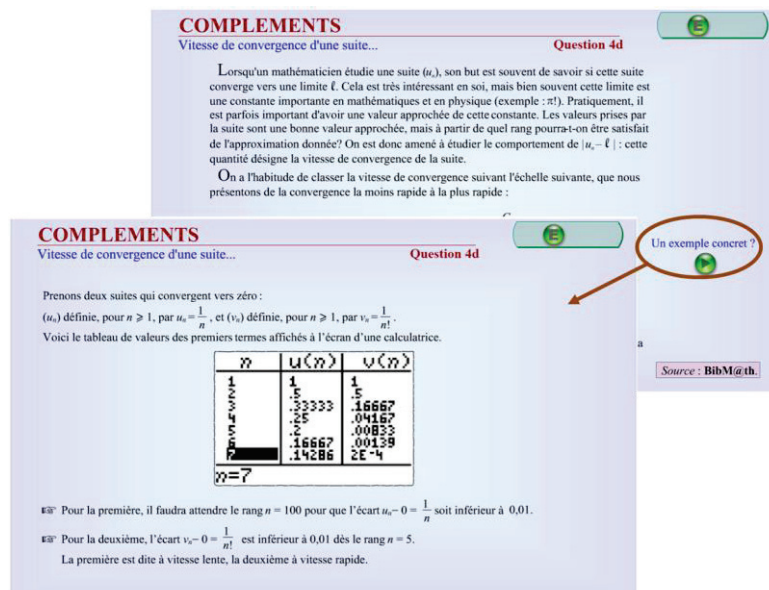 COMPLEMENTS
E
Vitesse de convergence d'une suite...
Question 4d
Lorsqu'un mathématicien étudie une suite (uₙ), son but est souvent de savoir si cette suite
converge vers une limite ℓ. Cela est très intéressant en soi, mais bien souvent cette limite est
une constante importante en mathématiques et en physique (exemple : π!). Pratiquement, il
est parfois important d'avoir une valeur approchée de cette constante. Les valeurs prises par
la suite sont une bonne valeur approchée, mais à partir de quel rang pourra-t-on être satisfait
de l'approximation donnée? On est donc amené à étudier le comportement de |uₙ – ℓ | : cette
quantité désigne la vitesse de convergence de la suite.
On a l'habitude de classer la vitesse de convergence suivant l'échelle suivante, que nous
présentons de la convergence la moins rapide à la plus rapide :
Un exemple concret ?
a
Source : BibM@th.
COMPLEMENTS
E
Vitesse de convergence d'une suite...
Question 4d
Prenons deux suites qui convergent vers zéro :
(uₙ) définie, pour n ⩾ 1, par uₙ = 1/n , et (vₙ) définie, pour n ⩾ 1, par vₙ = 1/n! .
Voici le tableau de valeurs des premiers termes affichés à l'écran d'une calculatrice.
n u(n) v(n)
1 1 1
2 .5 .5
3 .33333 .16667
4 .25 .04167
5 .2 .00833
6 .16667 .00139
7 .14286 2E-4
n=7
☞ Pour la première, il faudra attendre le rang n = 100 pour que l'écart uₙ – 0 = 1/n soit inférieur à 0,01.
☞ Pour la deuxième, l'écart vₙ – 0 = 1/n! est inférieur à 0,01 dès le rang n = 5.
La première est dite à vitesse lente, la deuxième à vitesse rapide.